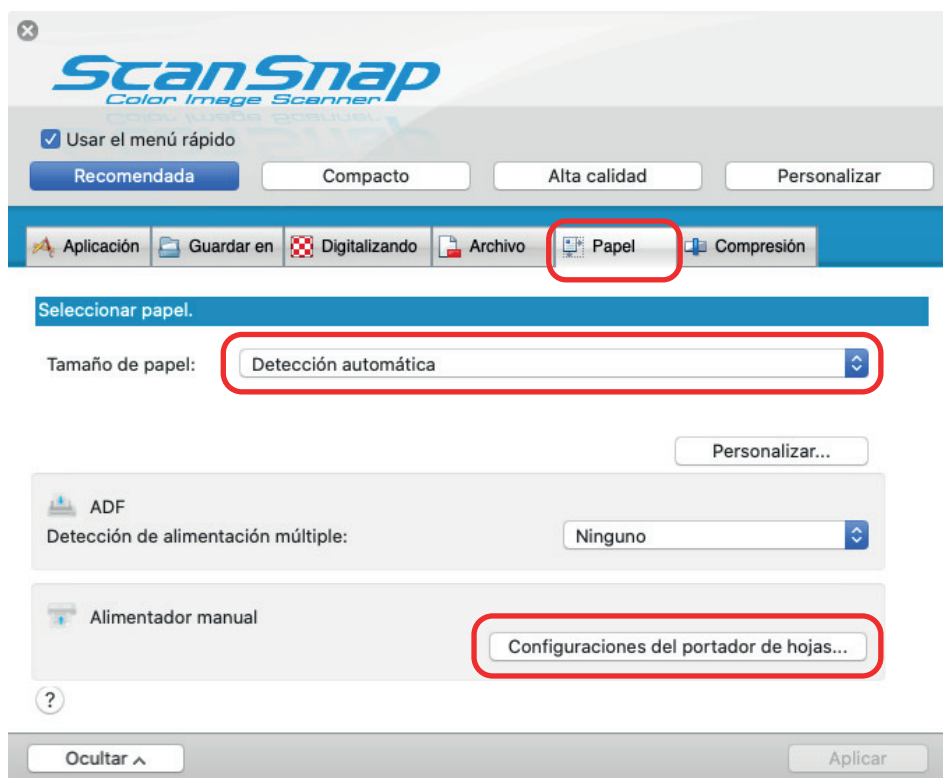 ScanSnap
Color Image Scanner
Usar el menú rápido
Recomendada Compacto Alta calidad Personalizar
Aplicación Guardar en Digitalizando Archivo Papel Compresión
Seleccionar papel.
Tamaño de papel: Detección automática
Personalizar...
ADF
Detección de alimentación múltiple: Ninguno
Alimentador manual
Configuraciones del portador de hojas...
?
Ocultar Aplicar